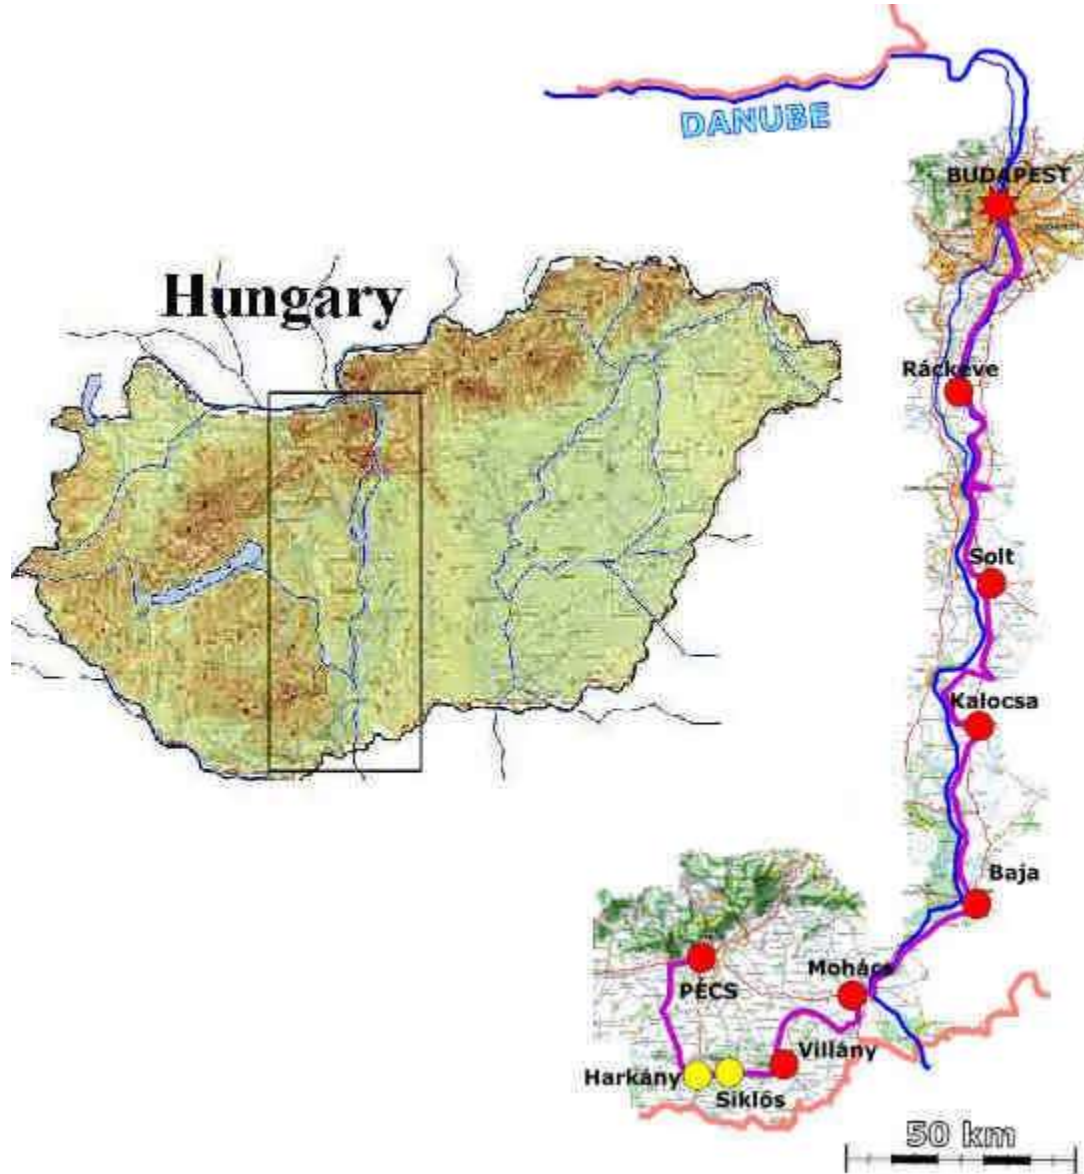 DANUBE
BUDAPEST
Hungary
Ráckeve
Solt
Kalocsa
Baja
Mohács
PÉCS
Villány
Harkány
Siklós
50 km